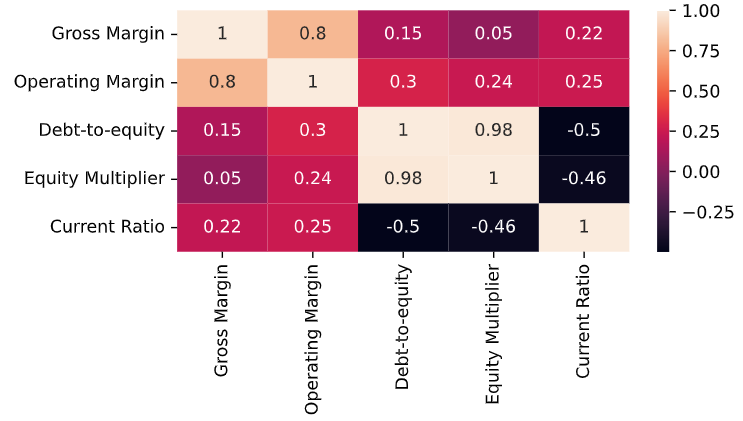 Gross Margin 1 0.8 0.15 0.05 0.22
Operating Margin 0.8 1 0.3 0.24 0.25
Debt-to-equity 0.15 0.3 1 0.98 -0.5
Equity Multiplier 0.05 0.24 0.98 1 -0.46
Current Ratio 0.22 0.25 -0.5 -0.46 1
Gross Margin
Operating Margin
Debt-to-equity
Equity Multiplier
Current Ratio
1.00
0.75
0.50
0.25
0.00
−0.25